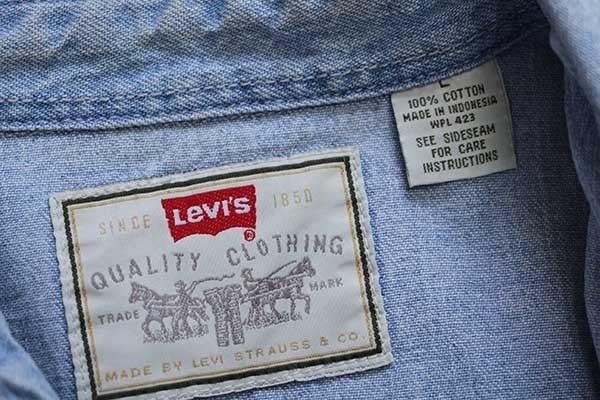 L
100% COTTON
MADE IN INDONESIA
WPL 423
SEE SIDESEAM
FOR CARE
INSTRUCTIONS
SINCE Levi's 1850
®
QUALITY CLOTHING
TRADE MARK
MADE BY LEVI STRAUSS & CO.